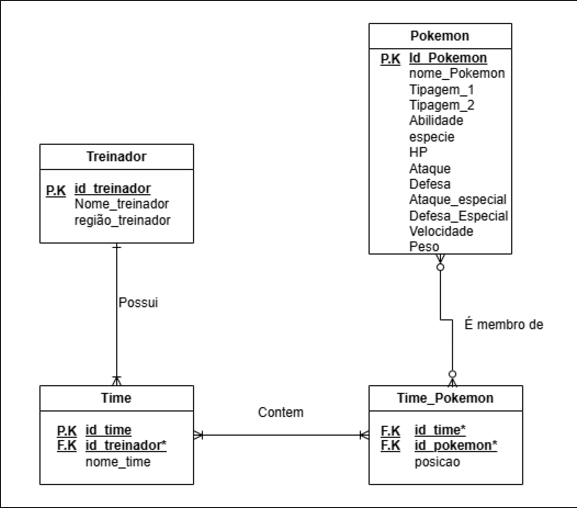 Pokemon
P.K Id_Pokemon
nome_Pokemon
Tipagem_1
Tipagem_2
Abilidade
especie
HP
Ataque
Defesa
Ataque_especial
Defesa_Especial
Velocidade
Peso
Treinador
P.K id_treinador
Nome_treinador
região_treinador
Possui
É membro de
Time
P.K id_time
F.K id_treinador*
nome_time
Contem
Time_Pokemon
F.K id_time*
F.K id_pokemon*
posicao